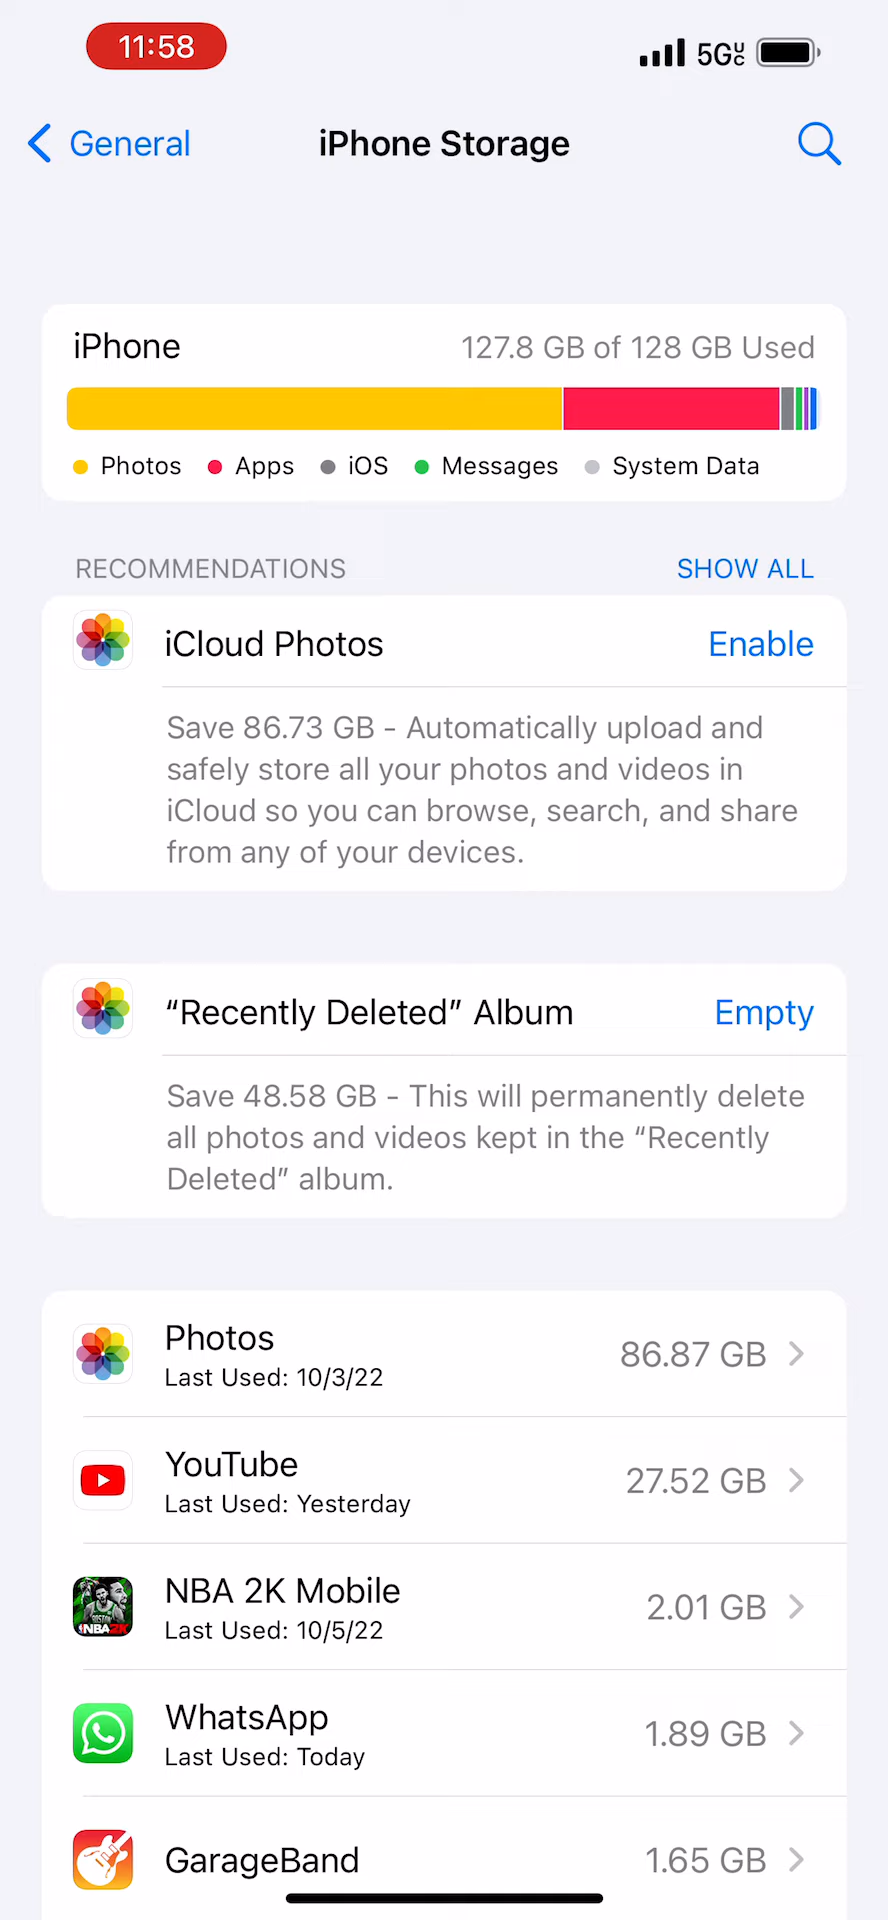 11:58
5GUC
General
iPhone Storage
iPhone
127.8 GB of 128 GB Used
Photos
Apps
iOS
Messages
System Data
RECOMMENDATIONS
SHOW ALL
iCloud Photos
Enable
Save 86.73 GB - Automatically upload and
safely store all your photos and videos in
iCloud so you can browse, search, and share
from any of your devices.
“Recently Deleted” Album
Empty
Save 48.58 GB - This will permanently delete
all photos and videos kept in the “Recently
Deleted” album.
Photos
Last Used: 10/3/22
86.87 GB
YouTube
Last Used: Yesterday
27.52 GB
NBA 2K Mobile
Last Used: 10/5/22
2.01 GB
BOSTON
NBA 2K
WhatsApp
Last Used: Today
1.89 GB
GarageBand
1.65 GB